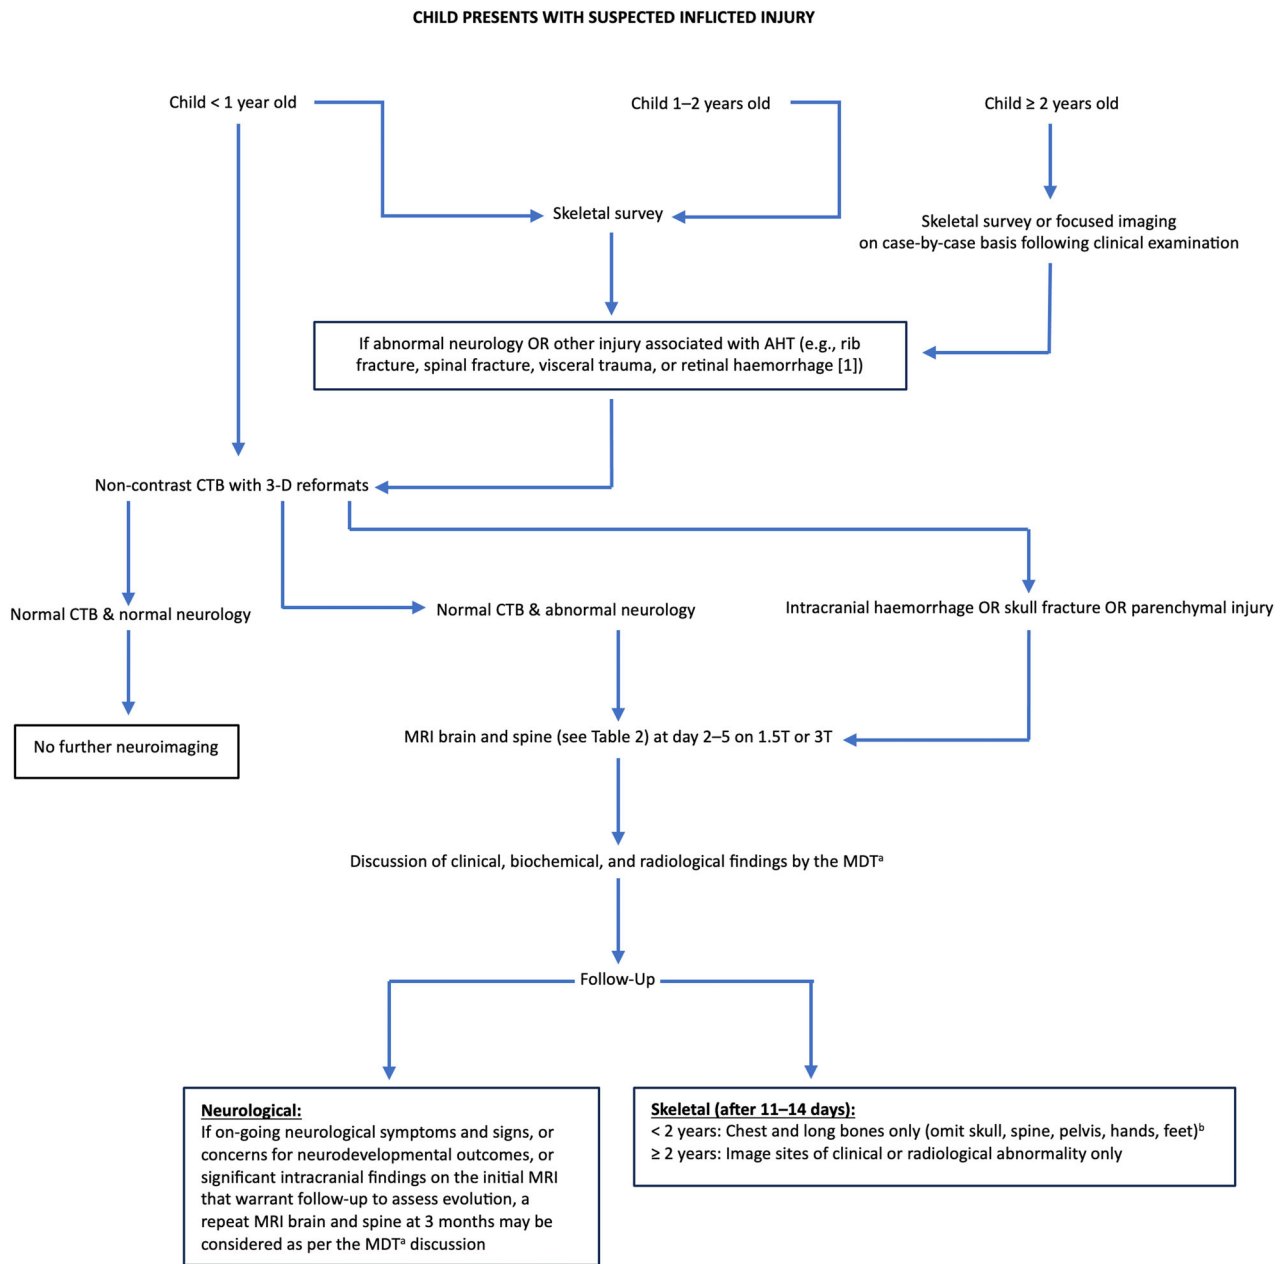 CHILD PRESENTS WITH SUSPECTED INFLICTED INJURY
Child < 1 year old
Child 1–2 years old
Child ≥ 2 years old
Skeletal survey
Skeletal survey or focused imaging
on case-by-case basis following clinical examination
If abnormal neurology OR other injury associated with AHT (e.g., rib
fracture, spinal fracture, visceral trauma, or retinal haemorrhage [1])
Non-contrast CTB with 3-D reformats
Normal CTB & normal neurology
Normal CTB & abnormal neurology
Intracranial haemorrhage OR skull fracture OR parenchymal injury
No further neuroimaging
MRI brain and spine (see Table 2) at day 2–5 on 1.5T or 3T
Discussion of clinical, biochemical, and radiological findings by the MDTᵃ
Follow-Up
Neurological:
If on-going neurological symptoms and signs, or
concerns for neurodevelopmental outcomes, or
significant intracranial findings on the initial MRI
that warrant follow-up to assess evolution, a
repeat MRI brain and spine at 3 months may be
considered as per the MDTᵃ discussion
Skeletal (after 11–14 days):
< 2 years: Chest and long bones only (omit skull, spine, pelvis, hands, feet)ᵇ
≥ 2 years: Image sites of clinical or radiological abnormality only